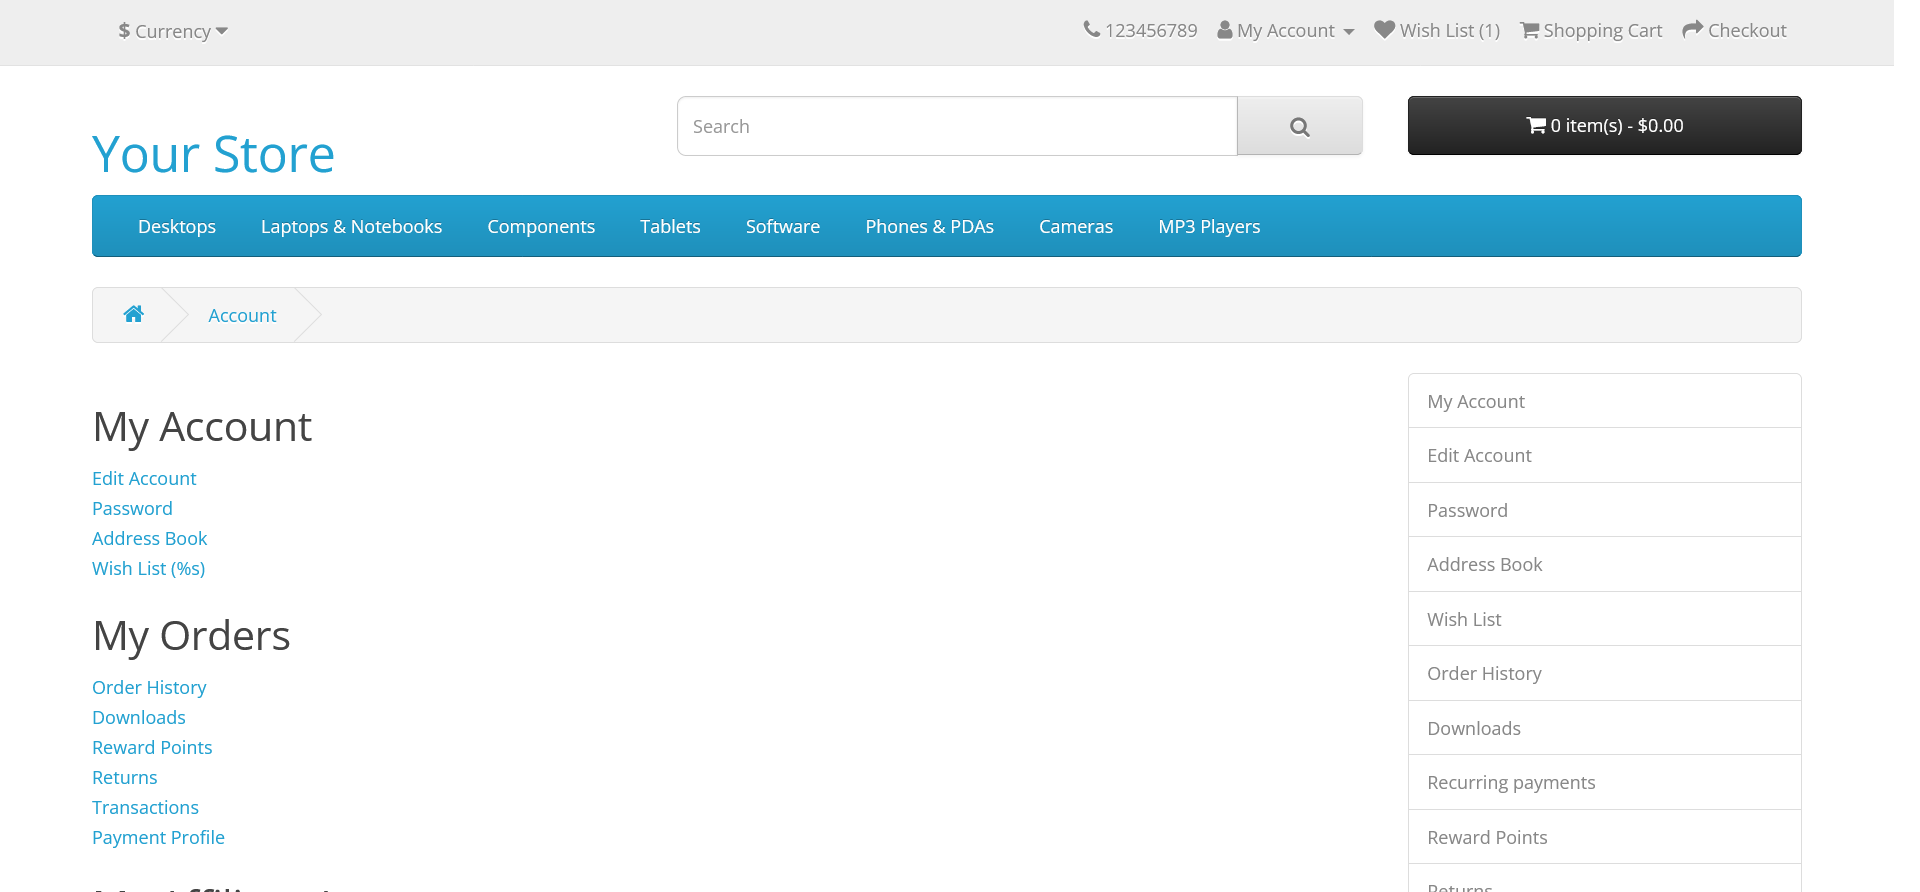 $ Currency
123456789 My Account Wish List (1) Shopping Cart Checkout
Your Store
Search
0 item(s) - $0.00
Desktops Laptops & Notebooks Components Tablets Software Phones & PDAs Cameras MP3 Players
Account
My Account
Edit Account
Password
Address Book
Wish List (%s)
My Orders
Order History
Downloads
Reward Points
Returns
Transactions
Payment Profile
My Account
Edit Account
Password
Address Book
Wish List
Order History
Downloads
Recurring payments
Reward Points
Returns